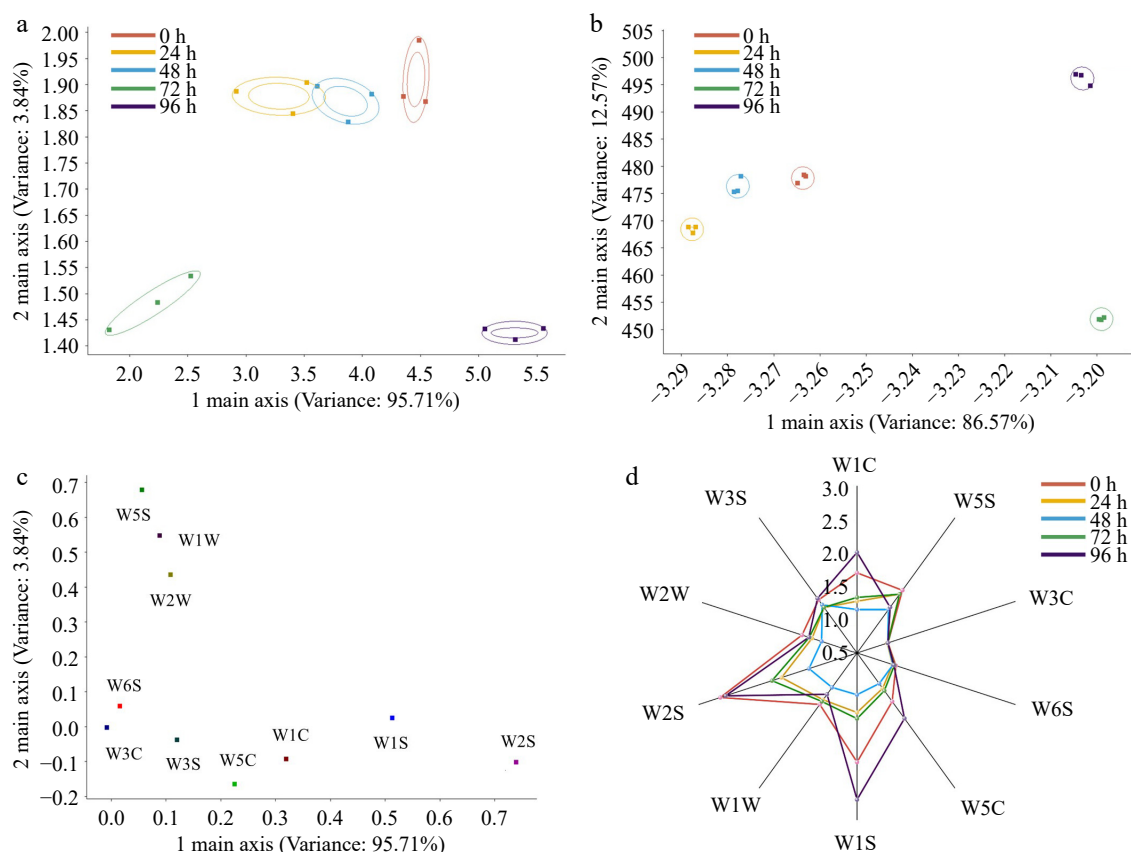 a
2 main axis (Variance: 3.84%)
2.00
1.95
1.90
1.85
1.80
1.75
1.70
1.65
1.60
1.55
1.50
1.45
1.40
0 h
24 h
48 h
72 h
96 h
2.0 2.5 3.0 3.5 4.0 4.5 5.0 5.5
1 main axis (Variance: 95.71%)
b
2 main axis (Variance: 12.57%)
505
500
495
490
485
480
475
470
465
460
455
450
0 h
24 h
48 h
72 h
96 h
−3.29 −3.28 −3.27 −3.26 −3.25 −3.24 −3.23 −3.22 −3.21 −3.20
1 main axis (Variance: 86.57%)
c
2 main axis (Variance: 3.84%)
0.7
0.6
0.5
0.4
0.3
0.2
0.1
0.0
−0.1
−0.2
W5S
W1W
W2W
W6S
W3C
W3S
W5C
W1C
W1S
W2S
0.0 0.1 0.2 0.3 0.4 0.5 0.6 0.7
1 main axis (Variance: 95.71%)
d
W1C
W5S
W3C
W6S
W5C
W1S
W1W
W2S
W2W
W3S
3.0
2.5
2.0
1.5
1.0
0.5
0 h
24 h
48 h
72 h
96 h